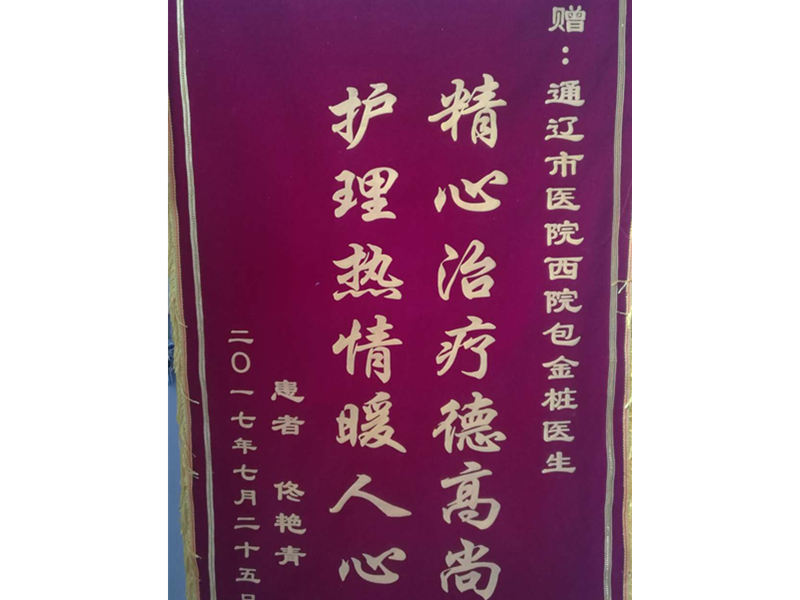 赠：通辽市医院西院包金桩医生
精心治疗德高尚
护理热情暖人心
患者 佟艳青
二〇一七年七月二十五日